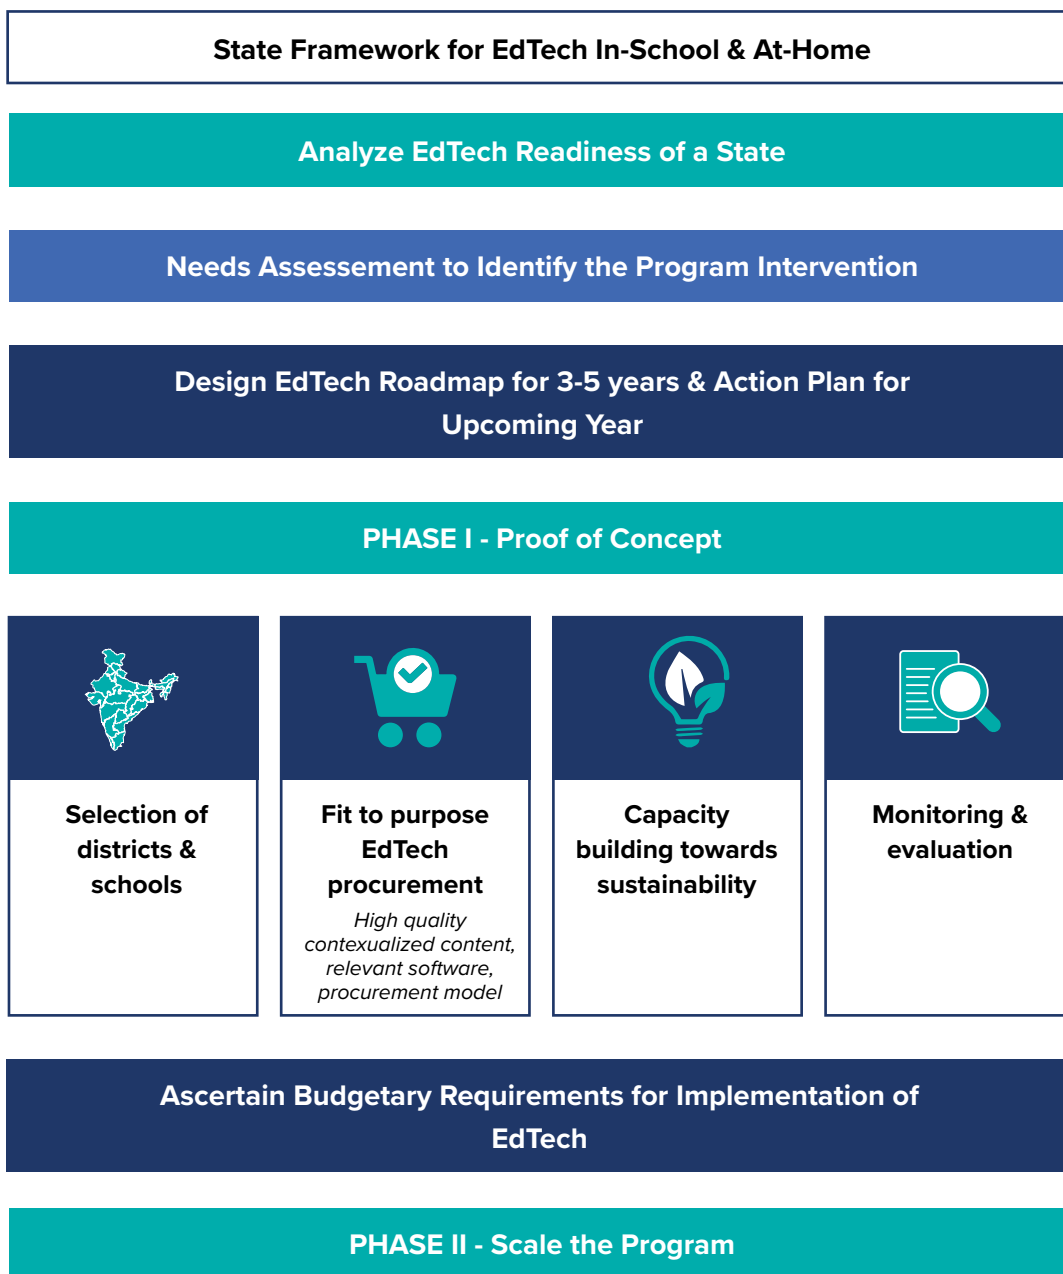 State Framework for EdTech In-School & At-Home
Analyze EdTech Readiness of a State
Needs Assessement to Identify the Program Intervention
Design EdTech Roadmap for 3-5 years & Action Plan for
Upcoming Year
PHASE I - Proof of Concept
Selection of
districts &
schools
Fit to purpose
EdTech
procurement
High quality
contexualized content,
relevant software,
procurement model
Capacity
building towards
sustainability
Monitoring &
evaluation
Ascertain Budgetary Requirements for Implementation of
EdTech
PHASE II - Scale the Program